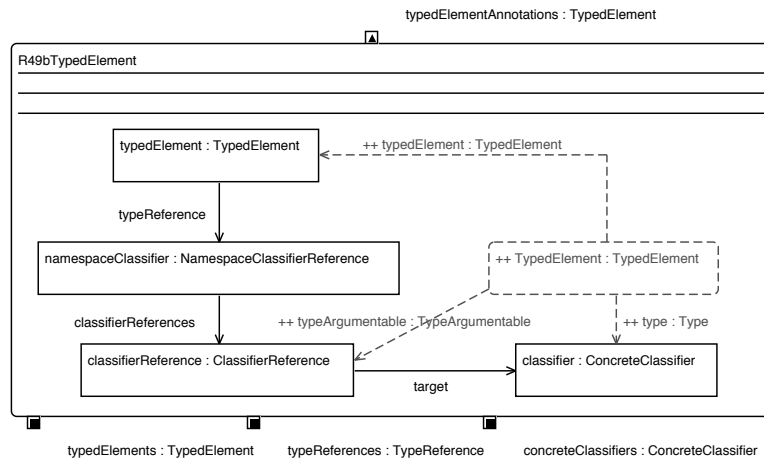 typedElementAnnotations : TypedElement
R49bTypedElement
typedElement : TypedElement
++ typedElement : TypedElement
typeReference
namespaceClassifier : NamespaceClassifierReference
++ TypedElement : TypedElement
classifierReferences
++ typeArgumentable : TypeArgumentable
++ type : Type
classifierReference : ClassifierReference
classifier : ConcreteClassifier
target
typedElements : TypedElement
typeReferences : TypeReference
concreteClassifiers : ConcreteClassifier